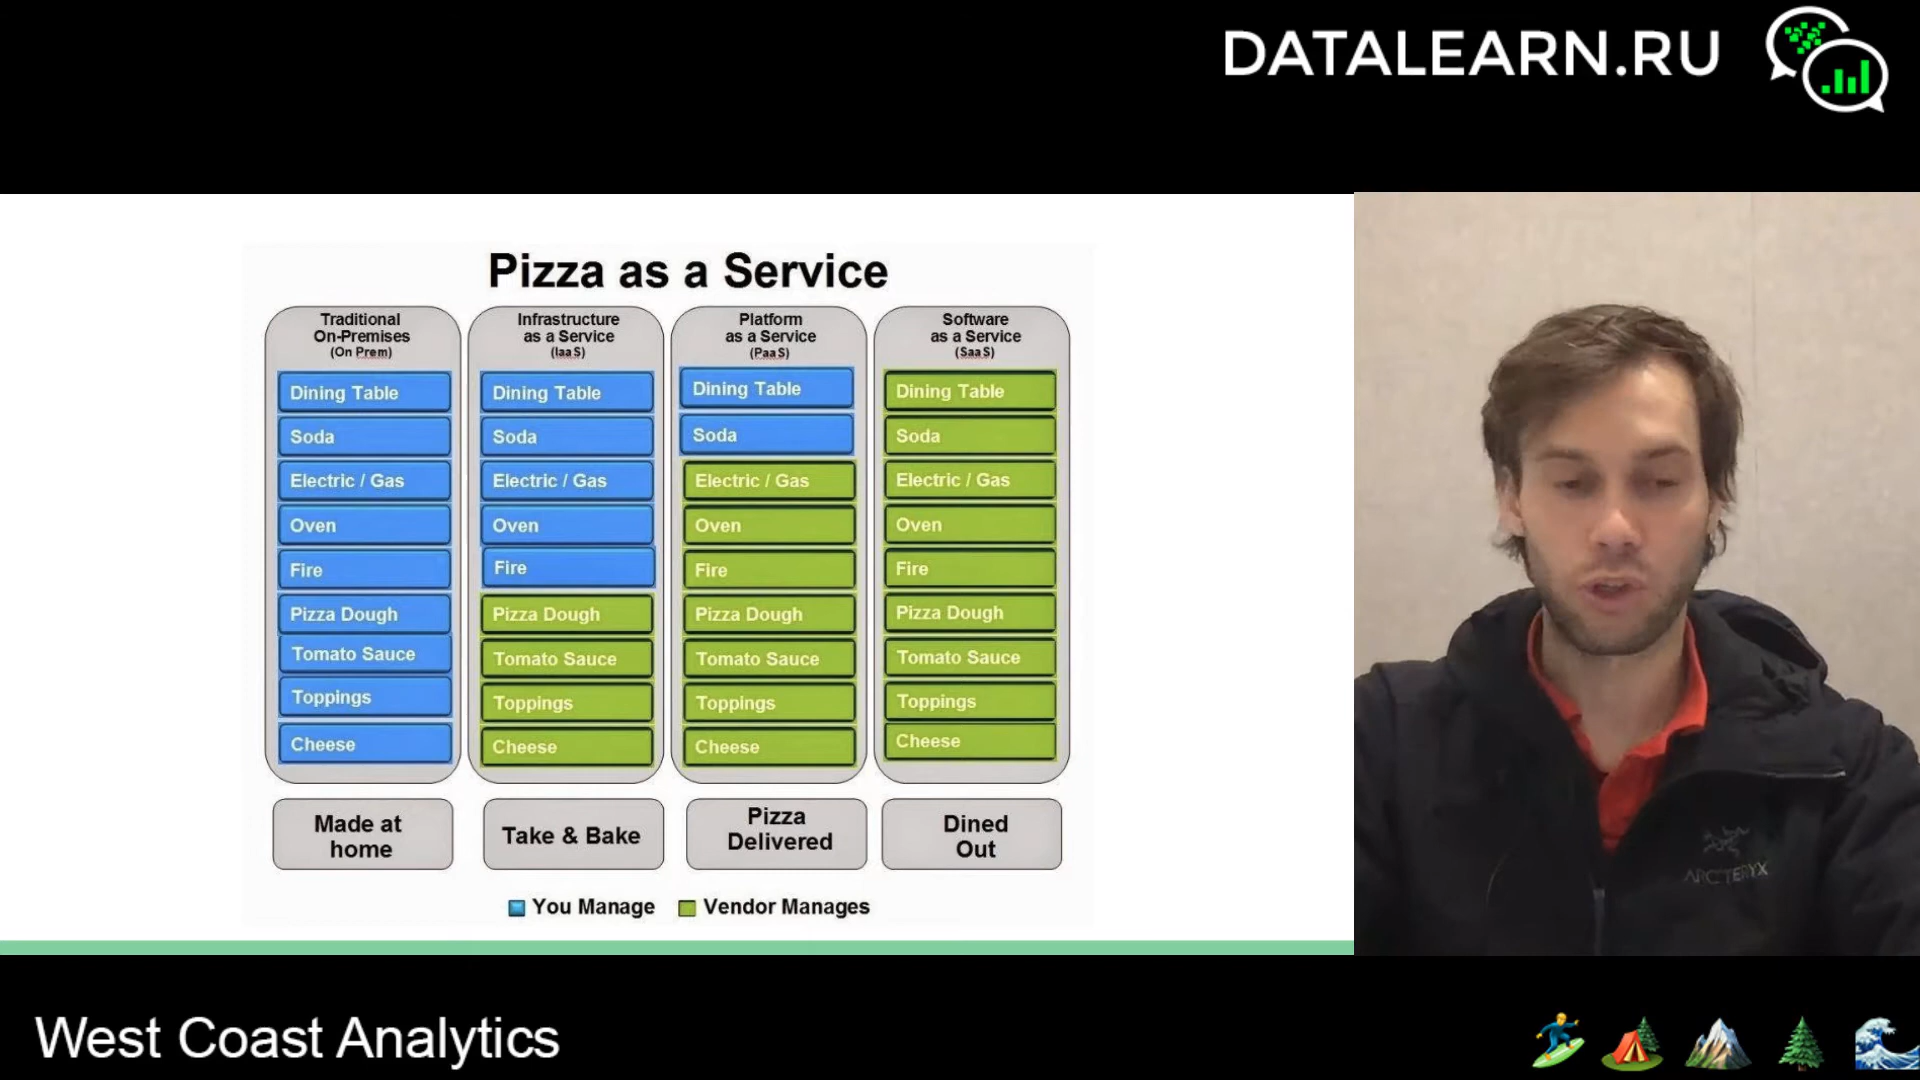 DATALEARN.RU
Pizza as a Service
Traditional
On-Premises
(On Prem)
Dining Table
Soda
Electric / Gas
Oven
Fire
Pizza Dough
Tomato Sauce
Toppings
Cheese
Made at
home
Infrastructure
as a Service
(IaaS)
Dining Table
Soda
Electric / Gas
Oven
Fire
Pizza Dough
Tomato Sauce
Toppings
Cheese
Take & Bake
Platform
as a Service
(PaaS)
Dining Table
Soda
Electric / Gas
Oven
Fire
Pizza Dough
Tomato Sauce
Toppings
Cheese
Pizza
Delivered
Software
as a Service
(SaaS)
Dining Table
Soda
Electric / Gas
Oven
Fire
Pizza Dough
Tomato Sauce
Toppings
Cheese
Dined
Out
You Manage
Vendor Manages
ARC'TERYX
West Coast Analytics